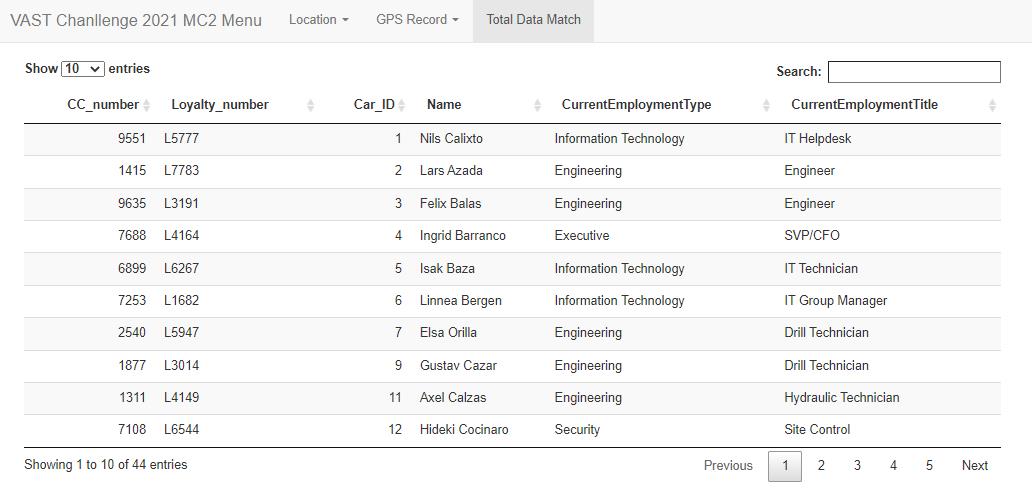 VAST Chanllenge 2021 MC2 Menu Location GPS Record Total Data Match
Show 10 entries Search:
CC_number Loyalty_number Car_ID Name CurrentEmploymentType CurrentEmploymentTitle
9551 L5777 1 Nils Calixto Information Technology IT Helpdesk
1415 L7783 2 Lars Azada Engineering Engineer
9635 L3191 3 Felix Balas Engineering Engineer
7688 L4164 4 Ingrid Barranco Executive SVP/CFO
6899 L6267 5 Isak Baza Information Technology IT Technician
7253 L1682 6 Linnea Bergen Information Technology IT Group Manager
2540 L5947 7 Elsa Orilla Engineering Drill Technician
1877 L3014 9 Gustav Cazar Engineering Drill Technician
1311 L4149 11 Axel Calzas Engineering Hydraulic Technician
7108 L6544 12 Hideki Cocinaro Security Site Control
Showing 1 to 10 of 44 entries Previous 1 2 3 4 5 Next